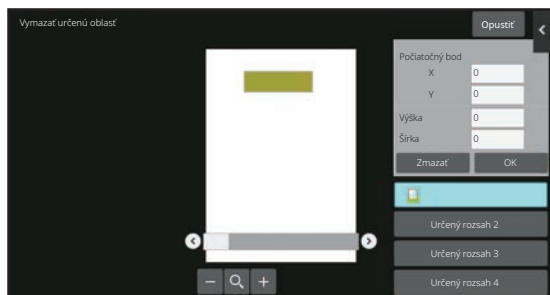 Vymazať určenú oblasť
Opustiť
Počiatočný bod
X 0
Y 0
Výška 0
Šírka 0
Zmazať OK
Určený rozsah 2
Určený rozsah 3
Určený rozsah 4